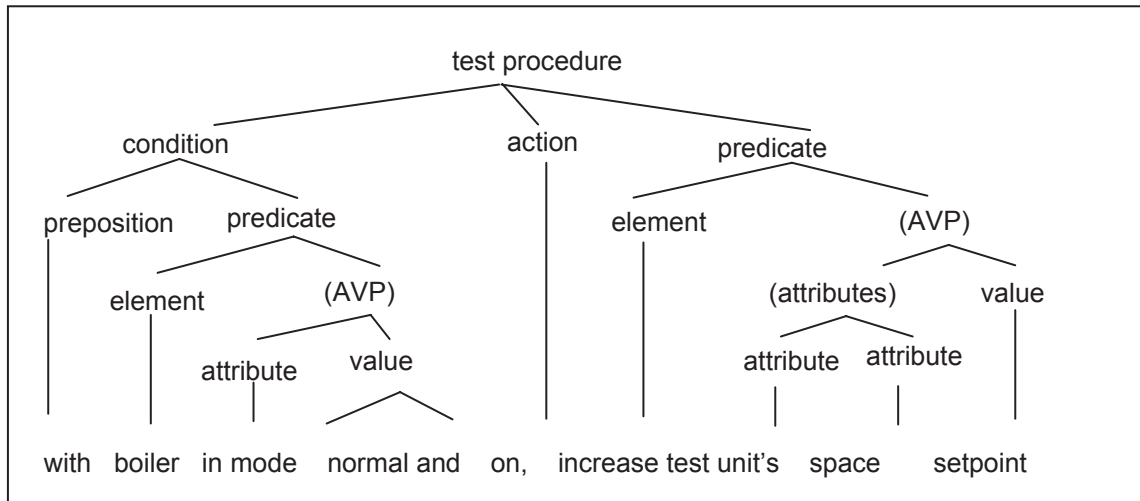 test procedure
condition action predicate
preposition predicate element (AVP)
element (AVP) (attributes) value
attribute value attribute attribute
with boiler in mode normal and on, increase test unit's space setpoint